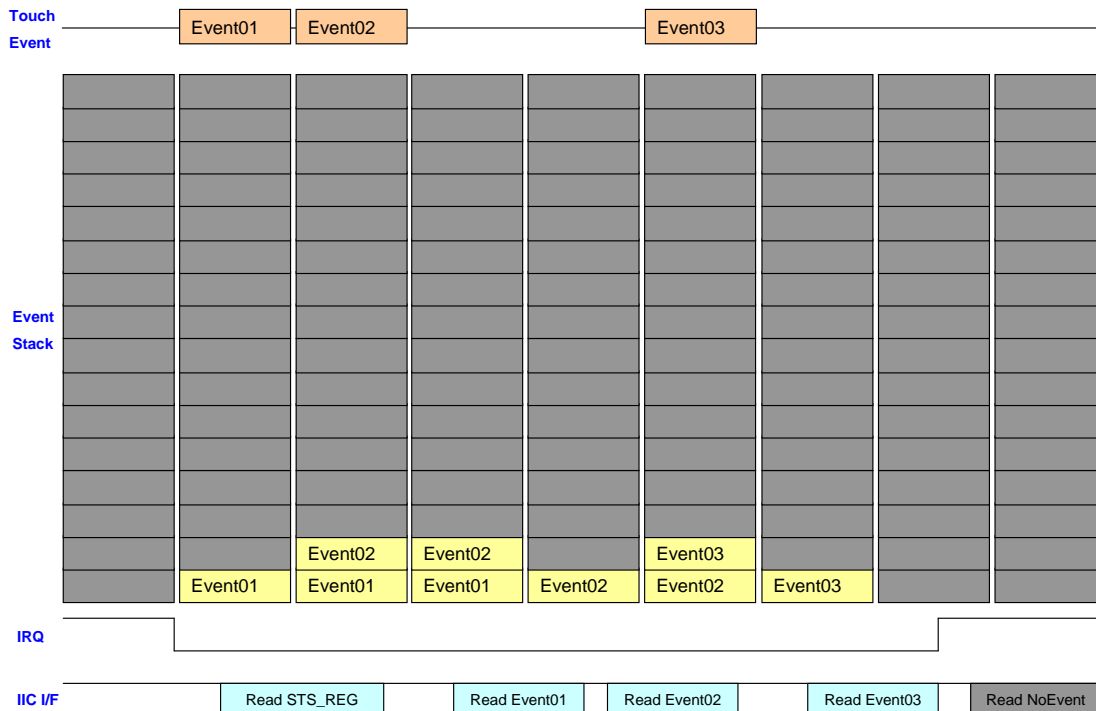 Touch
Event
Event01 Event02 Event03
Event
Stack
Event02 Event02 Event03
Event01 Event01 Event01 Event02 Event02 Event03
IRQ
IIC I/F
Read STS_REG Read Event01 Read Event02 Read Event03 Read NoEvent